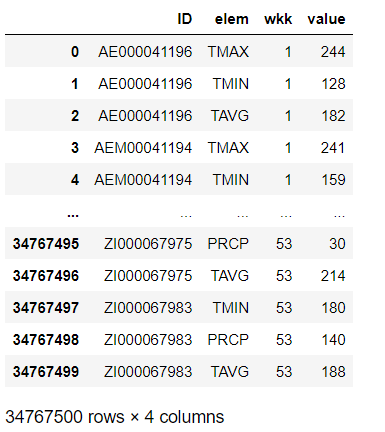 ID elem wkk value
0 AE000041196 TMAX 1 244
1 AE000041196 TMIN 1 128
2 AE000041196 TAVG 1 182
3 AEM00041194 TMAX 1 241
4 AEM00041194 TMIN 1 159
... ... ... ... ...
34767495 ZI000067975 PRCP 53 30
34767496 ZI000067975 TAVG 53 214
34767497 ZI000067983 TMIN 53 180
34767498 ZI000067983 PRCP 53 140
34767499 ZI000067983 TAVG 53 188
34767500 rows × 4 columns